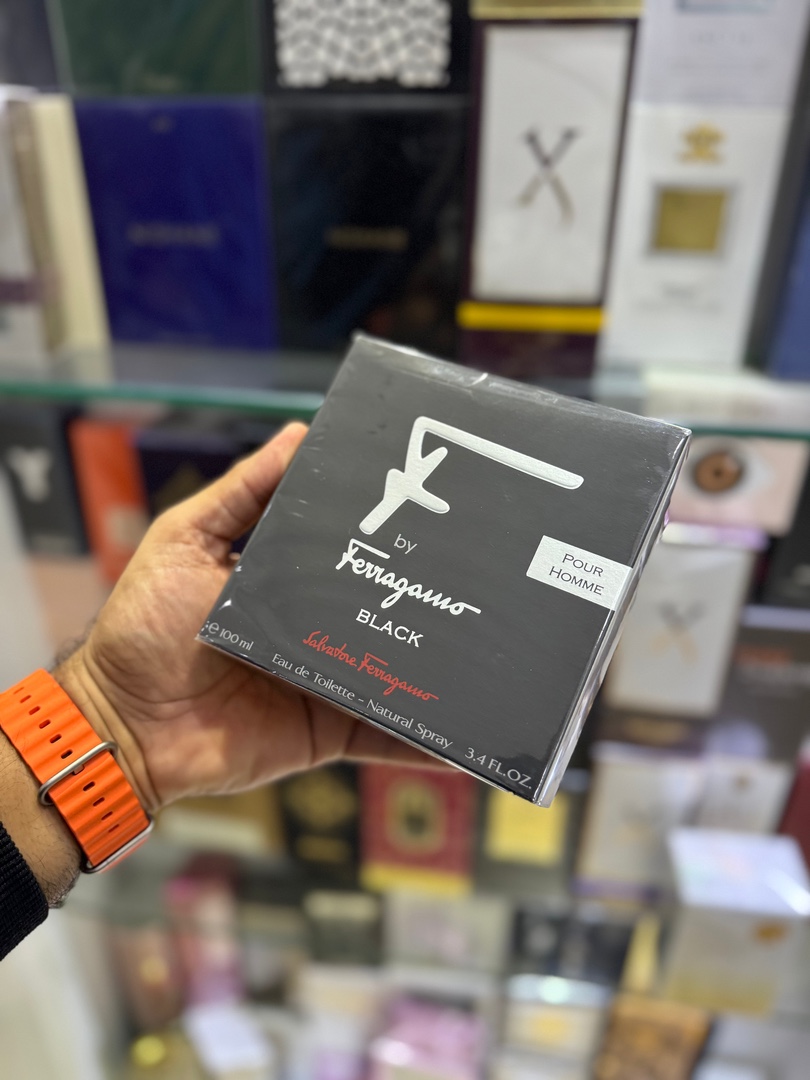 F
by
Ferragamo
BLACK
POUR
HOMME
Salvatore Ferragamo
℮ 100 ml
Eau de Toilette - Natural Spray
3.4 FL.OZ.
X